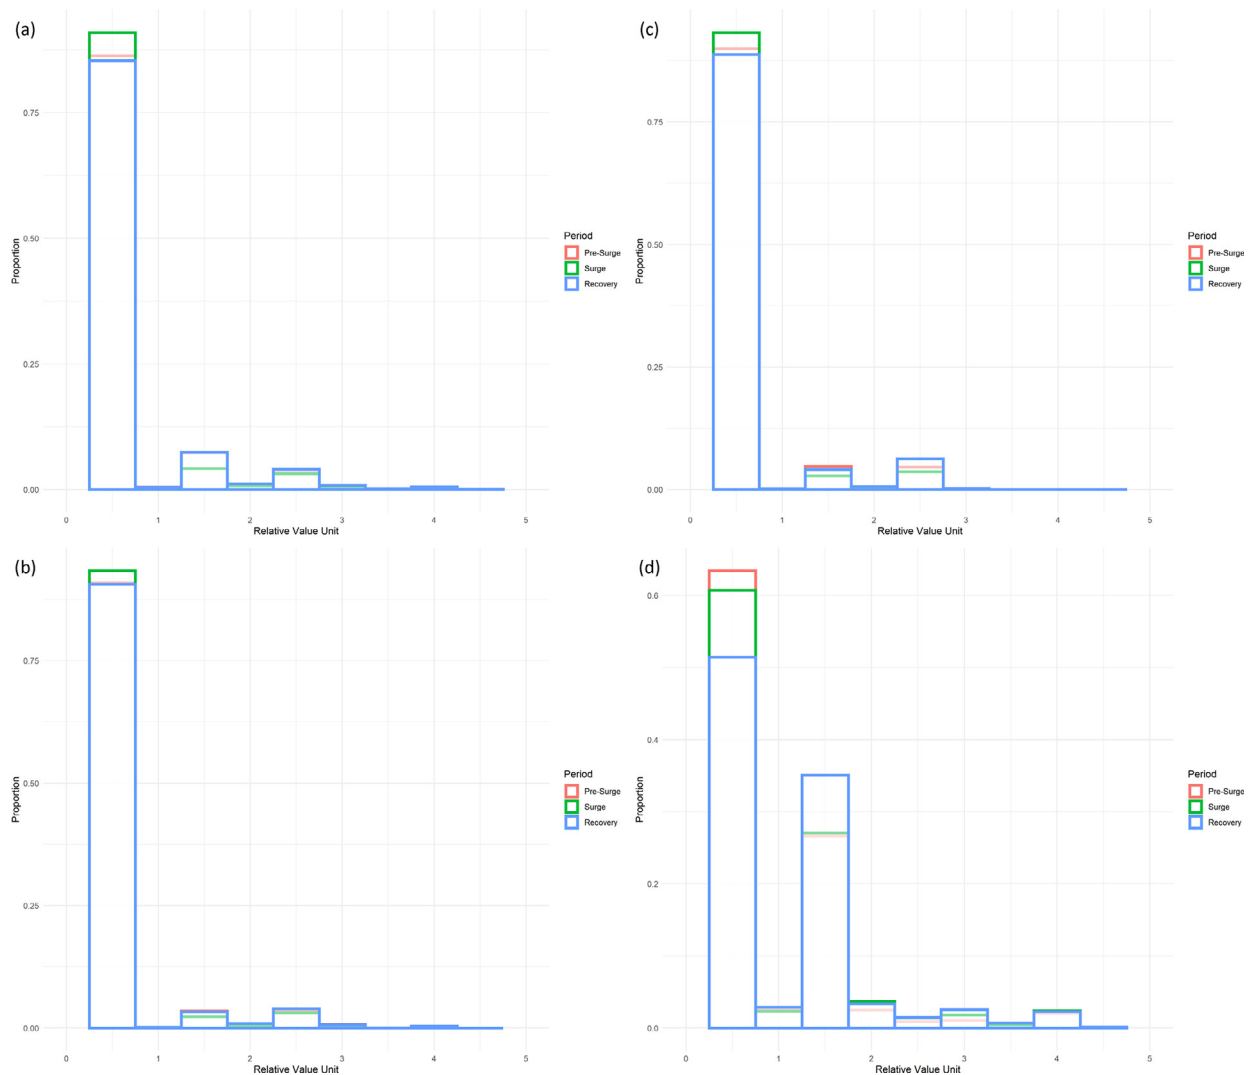 (a)
0.75
0.50
0.25
0.00
Proportion
0 1 2 3 4 5
Relative Value Unit
Period
Pre-Surge
Surge
Recovery
(c)
0.75
0.50
0.25
0.00
Proportion
0 1 2 3 4 5
Relative Value Unit
Period
Pre-Surge
Surge
Recovery
(b)
0.75
0.50
0.25
0.00
Proportion
0 1 2 3 4 5
Relative Value Unit
Period
Pre-Surge
Surge
Recovery
(d)
0.6
0.4
0.2
0.0
Proportion
0 1 2 3 4 5
Relative Value Unit
Period
Pre-Surge
Surge
Recovery